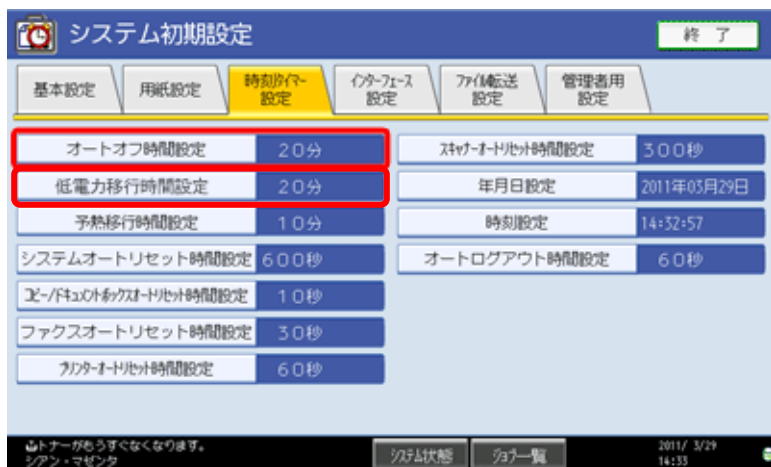 システム初期設定
終 了
基本設定
用紙設定
時刻タイマー
設定
インターフェース
設定
ファイル転送
設定
管理者用
設定
オートオフ時間設定 20分
低電力移行時間設定 20分
予熱移行時間設定 10分
システムオートリセット時間設定 600秒
コピー/ドキュメントボックスオートリセット時間設定 10秒
ファクスオートリセット時間設定 30秒
プリンターオートリセット時間設定 60秒
スキャナーオートリセット時間設定 300秒
年月日設定 2011年03月29日
時刻設定 14:32:57
オートログアウト時間設定 60秒
トナーがもうすぐなくなります。
シアン・マゼンタ
システム状態
ジョブ一覧
2011/ 3/29
14:33